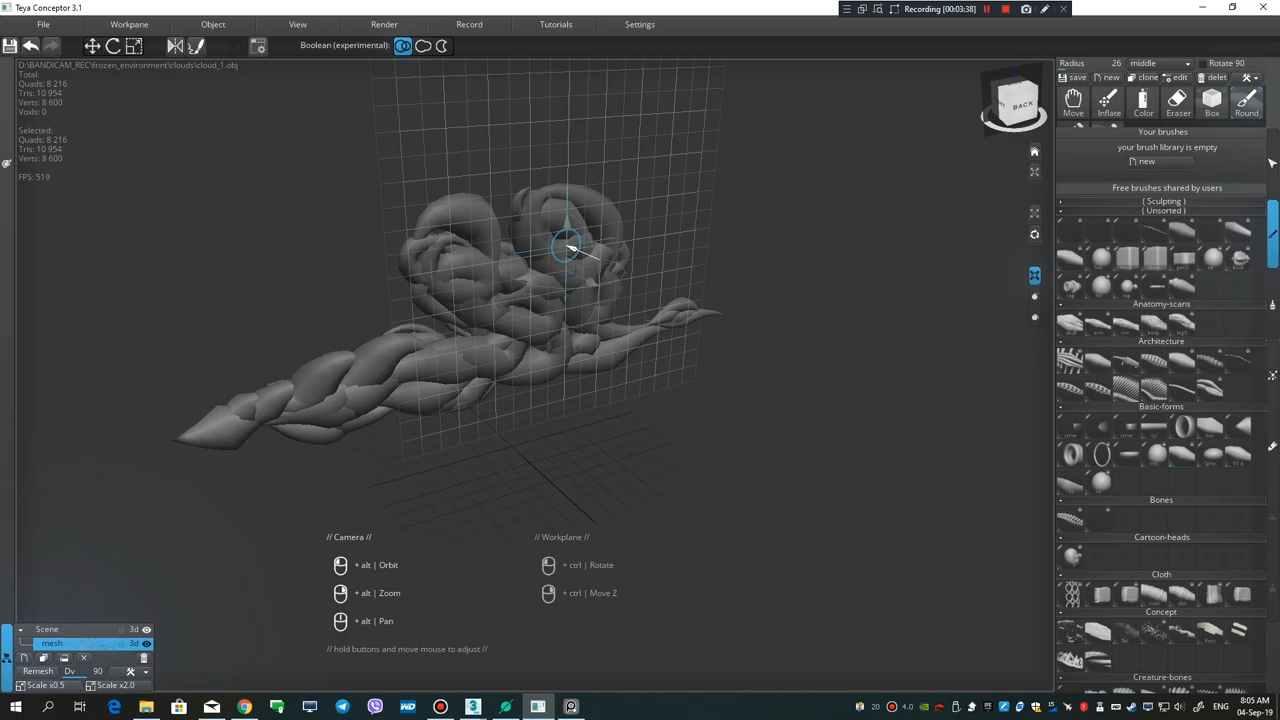 Teya Conceptor 3.1
Recording [00:03:38]
File Workpane Object View Render Record Tutorials Settings
Boolean (experimental):
Radius 26 middle Rotate 90
save new clone edit delet
Move Inflate Color Eraser Box Round
D:\BANDICAM_REC\frozen_environment\clouds\cloud_1.obj
Total:
Quads: 8 216
Tris: 10 954
Verts: 8 600
Voxls: 0
Selected:
Quads: 8 216
Tris: 10 954
Verts: 8 600
FPS: 519
BACK
Your brushes
your brush library is empty
new
Free brushes shared by users
( Sculpting )
( Unsorted )
Anatomy-scans
Architecture
Basic-forms
Bones
Cartoon-heads
Cloth
Concept
Creature-bones
// Camera //
+ alt | Orbit
+ alt | Zoom
+ alt | Pan
// Workplane //
+ ctrl | Rotate
+ ctrl | Move Z
// hold buttons and move mouse to adjust //
Scene 3d
mesh 3d
Remesh Dv 90
Scale x0.5 Scale x2.0
20 4.0 ENG 8:05 AM
04-Sep-19